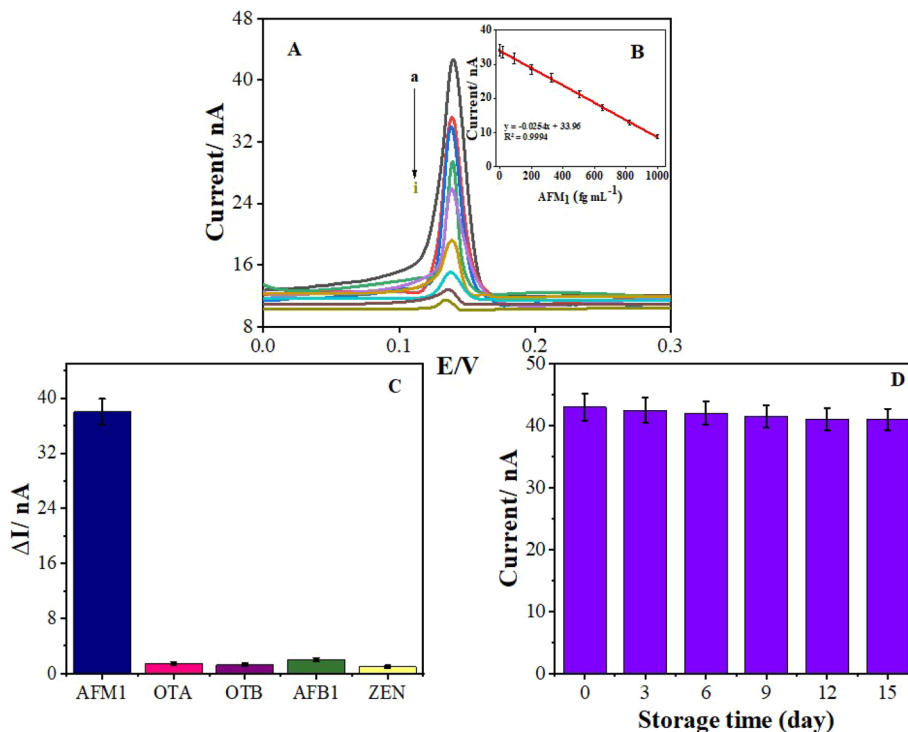 A
a
i
Current/ nA
48
40
32
24
16
8
0.0
0.1
0.2
0.3
E/V
B
Current/ nA
40
30
20
10
0
y = -0.0254x + 33.96
R² = 0.9994
0
200
400
600
800
1000
AFM₁ (fg mL⁻¹)
C
ΔI/ nA
40
32
24
16
8
0
AFM1
OTA
OTB
AFB1
ZEN
D
Current/ nA
50
40
30
20
10
0
0
3
6
9
12
15
Storage time (day)